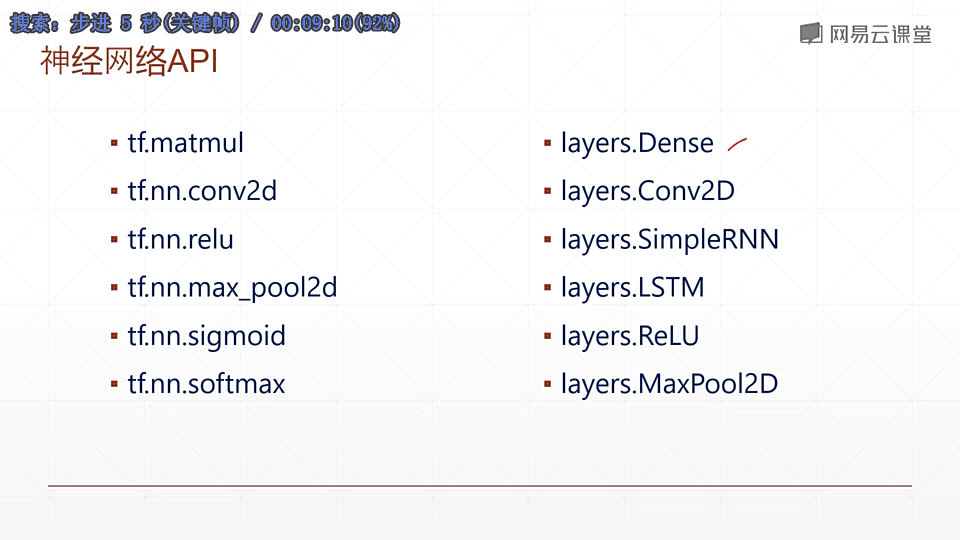 搜索: 步进 5 秒(关键帧) / 00:09:10(92%)
网易云课堂
神经网络API
tf.matmul
tf.nn.conv2d
tf.nn.relu
tf.nn.max_pool2d
tf.nn.sigmoid
tf.nn.softmax
layers.Dense
layers.Conv2D
layers.SimpleRNN
layers.LSTM
layers.ReLU
layers.MaxPool2D